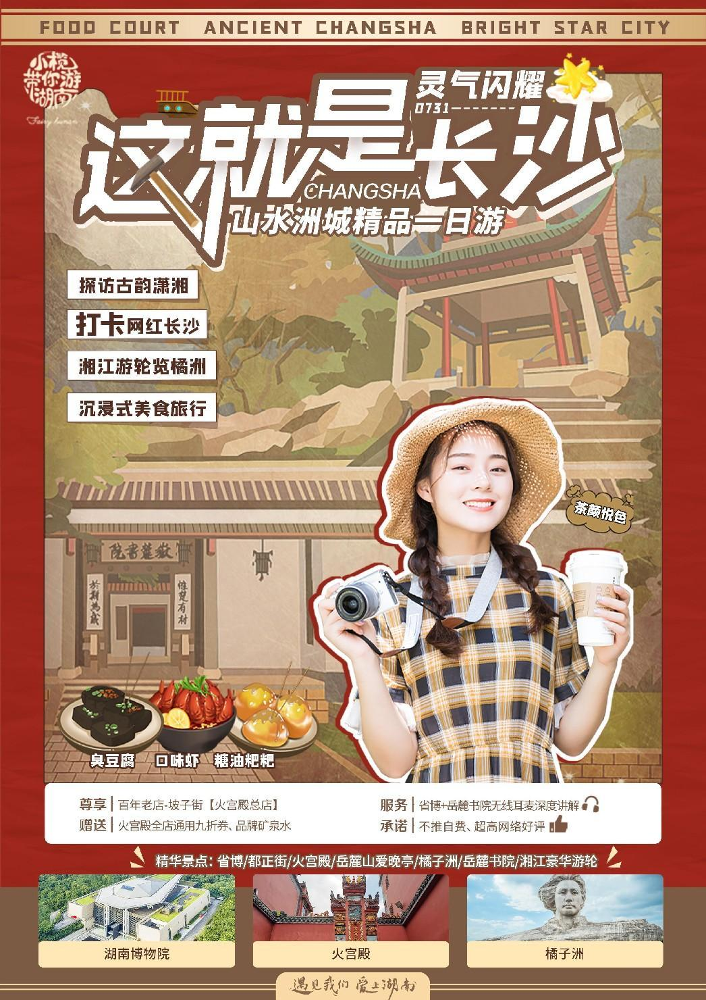 FOOD COURT ANCIENT CHANGSHA BRIGHT STAR CITY
小榄
带你游
湖南
Fairy hunan
灵气闪耀
0731--------
这就是长沙
CHANGSHA
山水洲城精品一日游
探访古韵潇湘
打卡网红长沙
湘江游轮览橘洲
沉浸式美食旅行
茶颜悦色
院書麓嶽
惟楚有材
於斯為盛
臭豆腐 口味虾 糖油粑粑
尊享 百年老店-坡子街【火宫殿总店】
赠送 火宫殿全店通用九折券、品牌矿泉水
服务 省博+岳麓书院无线耳麦深度讲解
承诺 不推自费、超高网络好评
精华景点：省博/都正街/火宫殿/岳麓山爱晚亭/橘子洲/岳麓书院/湘江豪华游轮
湖南博物院
火宫殿
橘子洲
遇见我们 爱上湖南